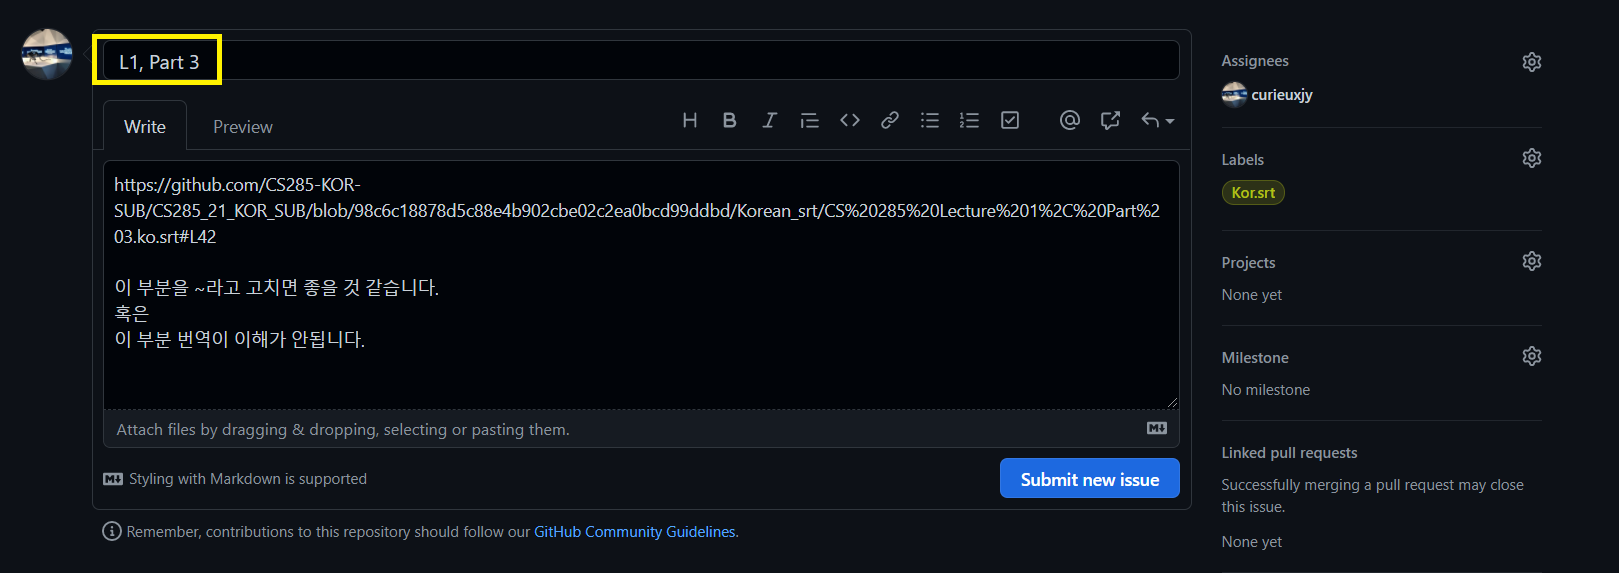 L1, Part 3
Write
Preview
https://github.com/CS285-KOR-
SUB/CS285_21_KOR_SUB/blob/98c6c18878d5c88e4b902cbe02c2ea0bcd99ddbd/Korean_srt/CS%20285%20Lecture%201%2C%20Part%2
03.ko.srt#L42
이 부분을 ~라고 고치면 좋을 것 같습니다.
혹은
이 부분 번역이 이해가 안됩니다.
Attach files by dragging & dropping, selecting or pasting them.
Styling with Markdown is supported
Submit new issue
Remember, contributions to this repository should follow our GitHub Community Guidelines.
Assignees
curieuxjy
Labels
Kor.srt
Projects
None yet
Milestone
No milestone
Linked pull requests
Successfully merging a pull request may close
this issue.
None yet